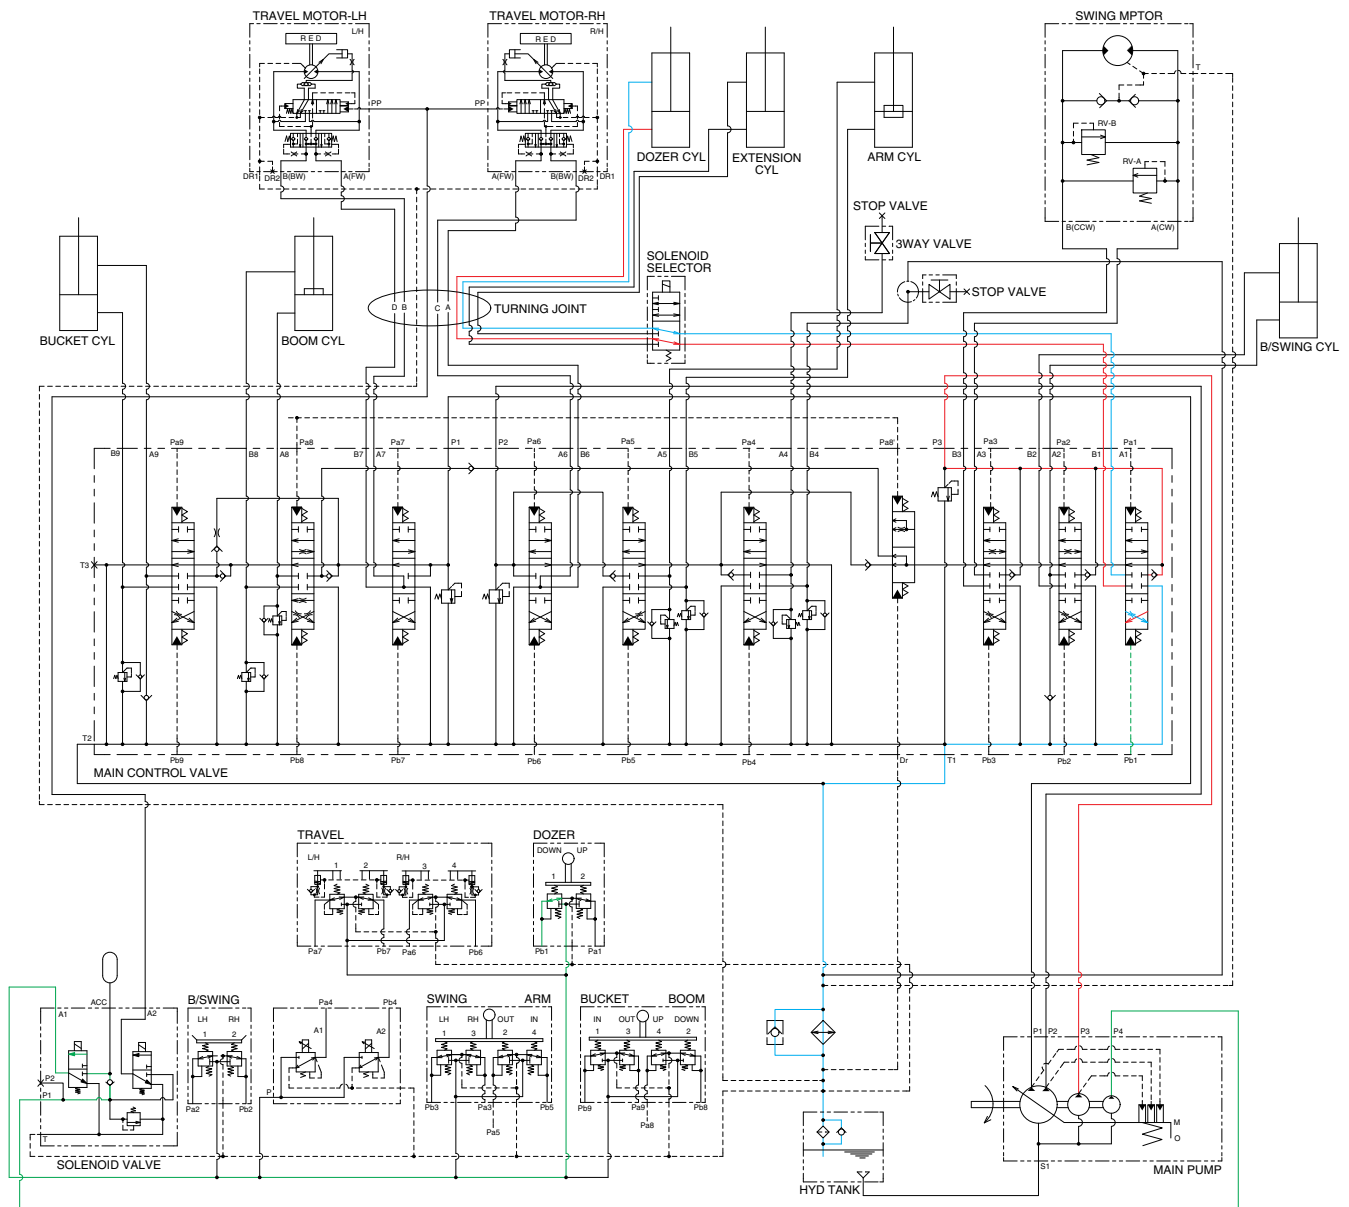 TRAVEL MOTOR-LH
TRAVEL MOTOR-RH
SWING MPTOR
L/H
R/H
R E D
R E D
T
PP
PP
RV-B
RV-A
DOZER CYL
EXTENSION
CYL
ARM CYL
DR1
DR2
B(BW)
A(FW)
A(FW)
B(BW)
DR2
DR1
B(CCW)
A(CW)
STOP VALVE
3WAY VALVE
SOLENOID
SELECTOR
STOP VALVE
D B
C A
TURNING JOINT
BUCKET CYL
BOOM CYL
B/SWING CYL
B9
A9
Pa9
B8
A8
Pa8
B7
A7
Pa7
P1
P2
Pa6
A6
B6
Pa5
A5
B5
Pa4
A4
B4
Pa8'
P3
B3
A3
Pa3
B2
A2
Pa2
B1
A1
Pa1
T3
T2
MAIN CONTROL VALVE
Pb9
Pb8
Pb7
Pb6
Pb5
Pb4
Dr
T1
Pb3
Pb2
Pb1
TRAVEL
L/H
1
2
R/H
3
4
Pa7
Pb7
Pa6
Pb6
DOZER
DOWN
UP
1
2
Pb1
Pa1
ACC
A1
A2
P2
P1
T
SOLENOID VALVE
B/SWING
LH
RH
1
2
Pa2
Pb2
Pa4
Pb4
A1
A2
P
SWING
ARM
LH
RH
OUT
IN
1
3
2
4
Pb3
Pa3
Pb5
Pa5
BUCKET
BOOM
IN
OUT
UP
DOWN
1
3
4
2
Pb9
Pa9
Pb8
Pa8
HYD TANK
P1
P2
P3
P4
M
O
S1
MAIN PUMP